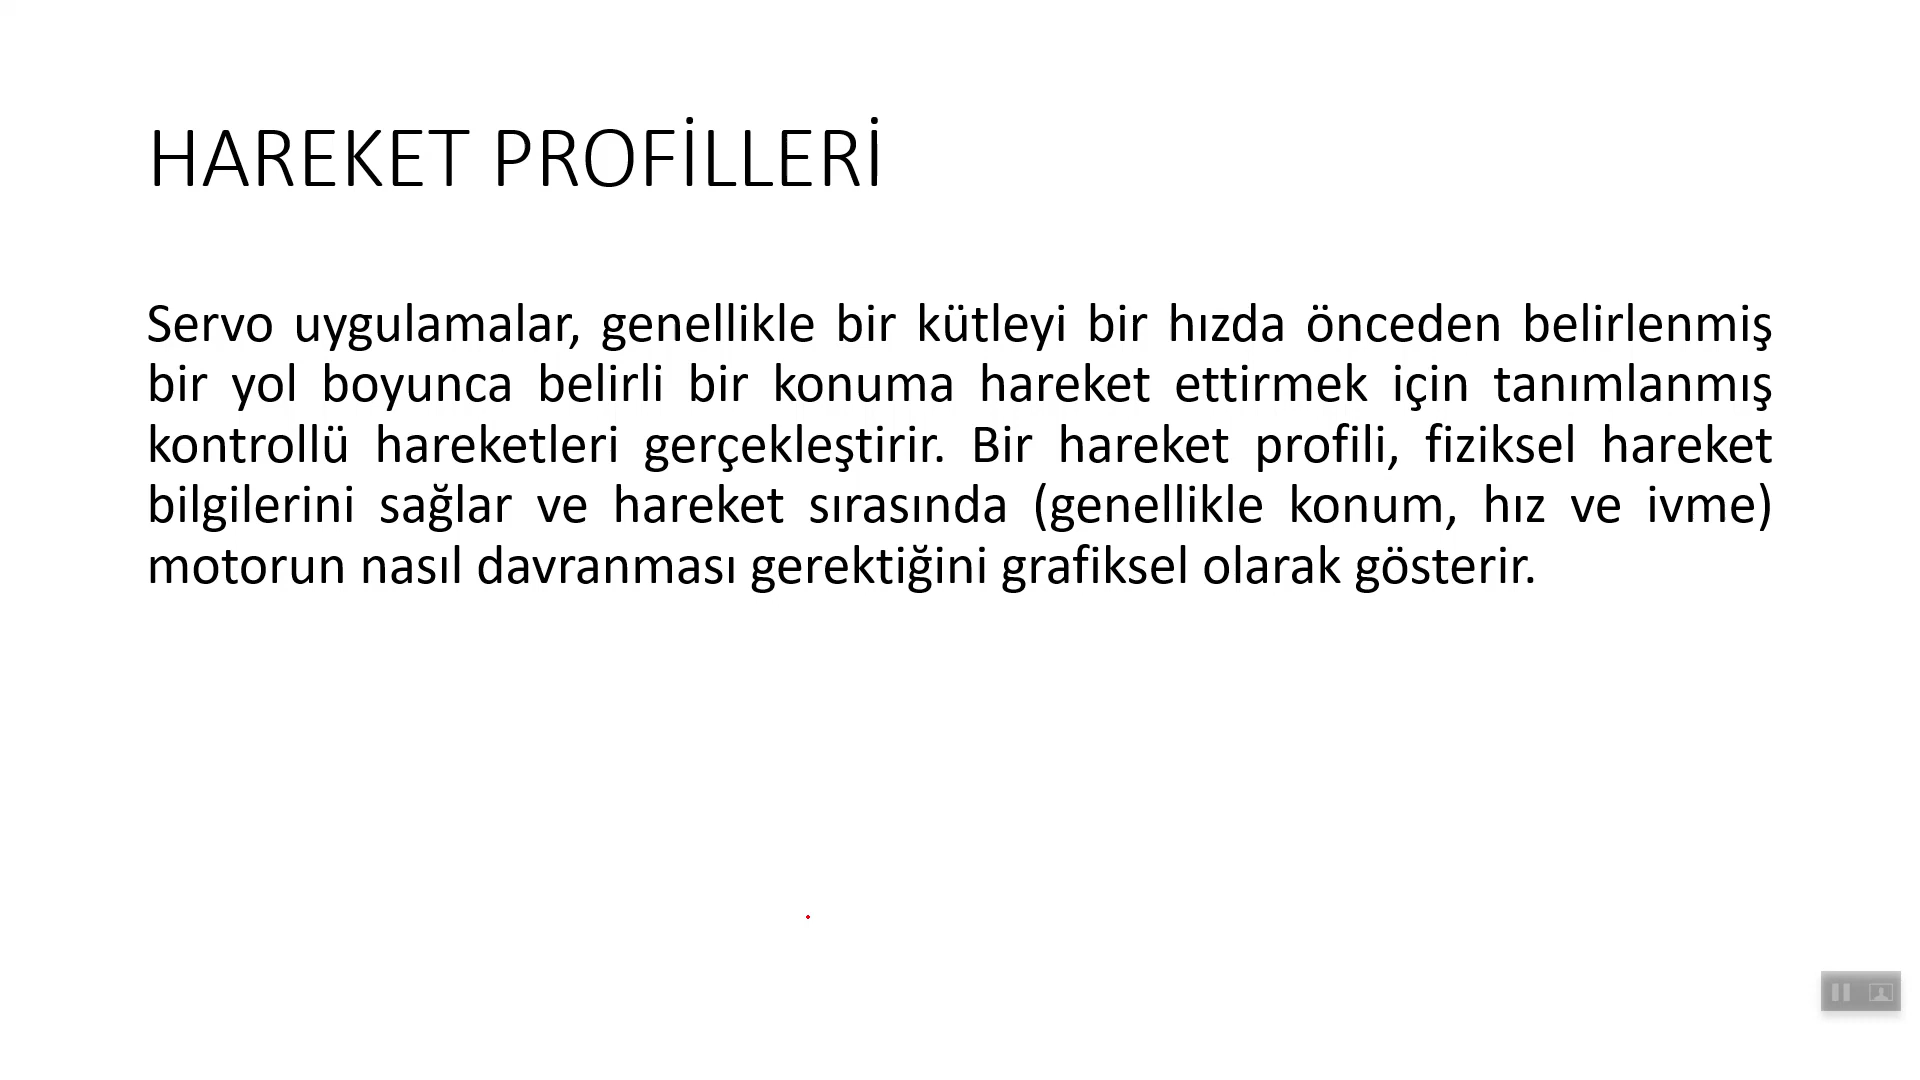 HAREKET PROFİLLERİ
Servo uygulamalar, genellikle bir kütleyi bir hızda önceden belirlenmiş
bir yol boyunca belirli bir konuma hareket ettirmek için tanımlanmış
kontrollü hareketleri gerçekleştirir. Bir hareket profili, fiziksel hareket
bilgilerini sağlar ve hareket sırasında (genellikle konum, hız ve ivme)
motorun nasıl davranması gerektiğini grafiksel olarak gösterir.